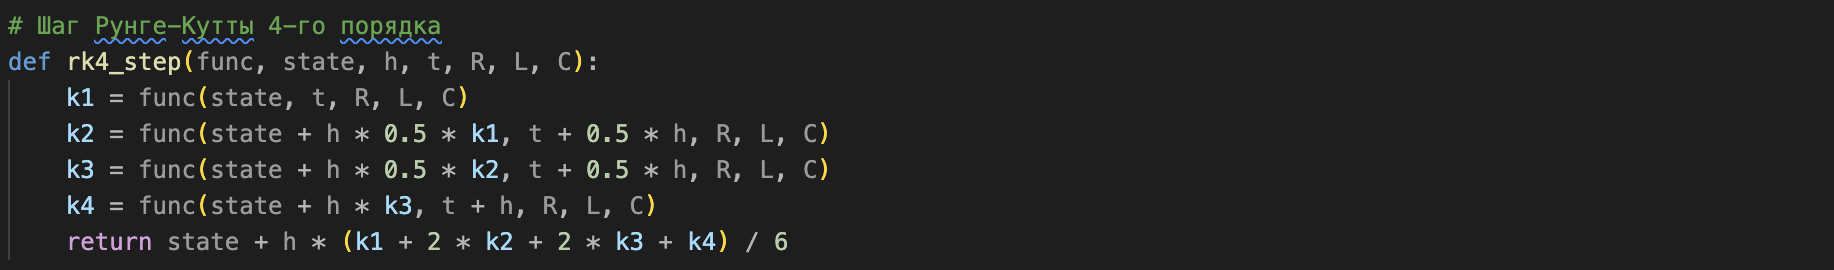 # Шаг Рунге-Кутты 4-го порядка
def rk4_step(func, state, h, t, R, L, C):
    k1 = func(state, t, R, L, C)
    k2 = func(state + h * 0.5 * k1, t + 0.5 * h, R, L, C)
    k3 = func(state + h * 0.5 * k2, t + 0.5 * h, R, L, C)
    k4 = func(state + h * k3, t + h, R, L, C)
    return state + h * (k1 + 2 * k2 + 2 * k3 + k4) / 6